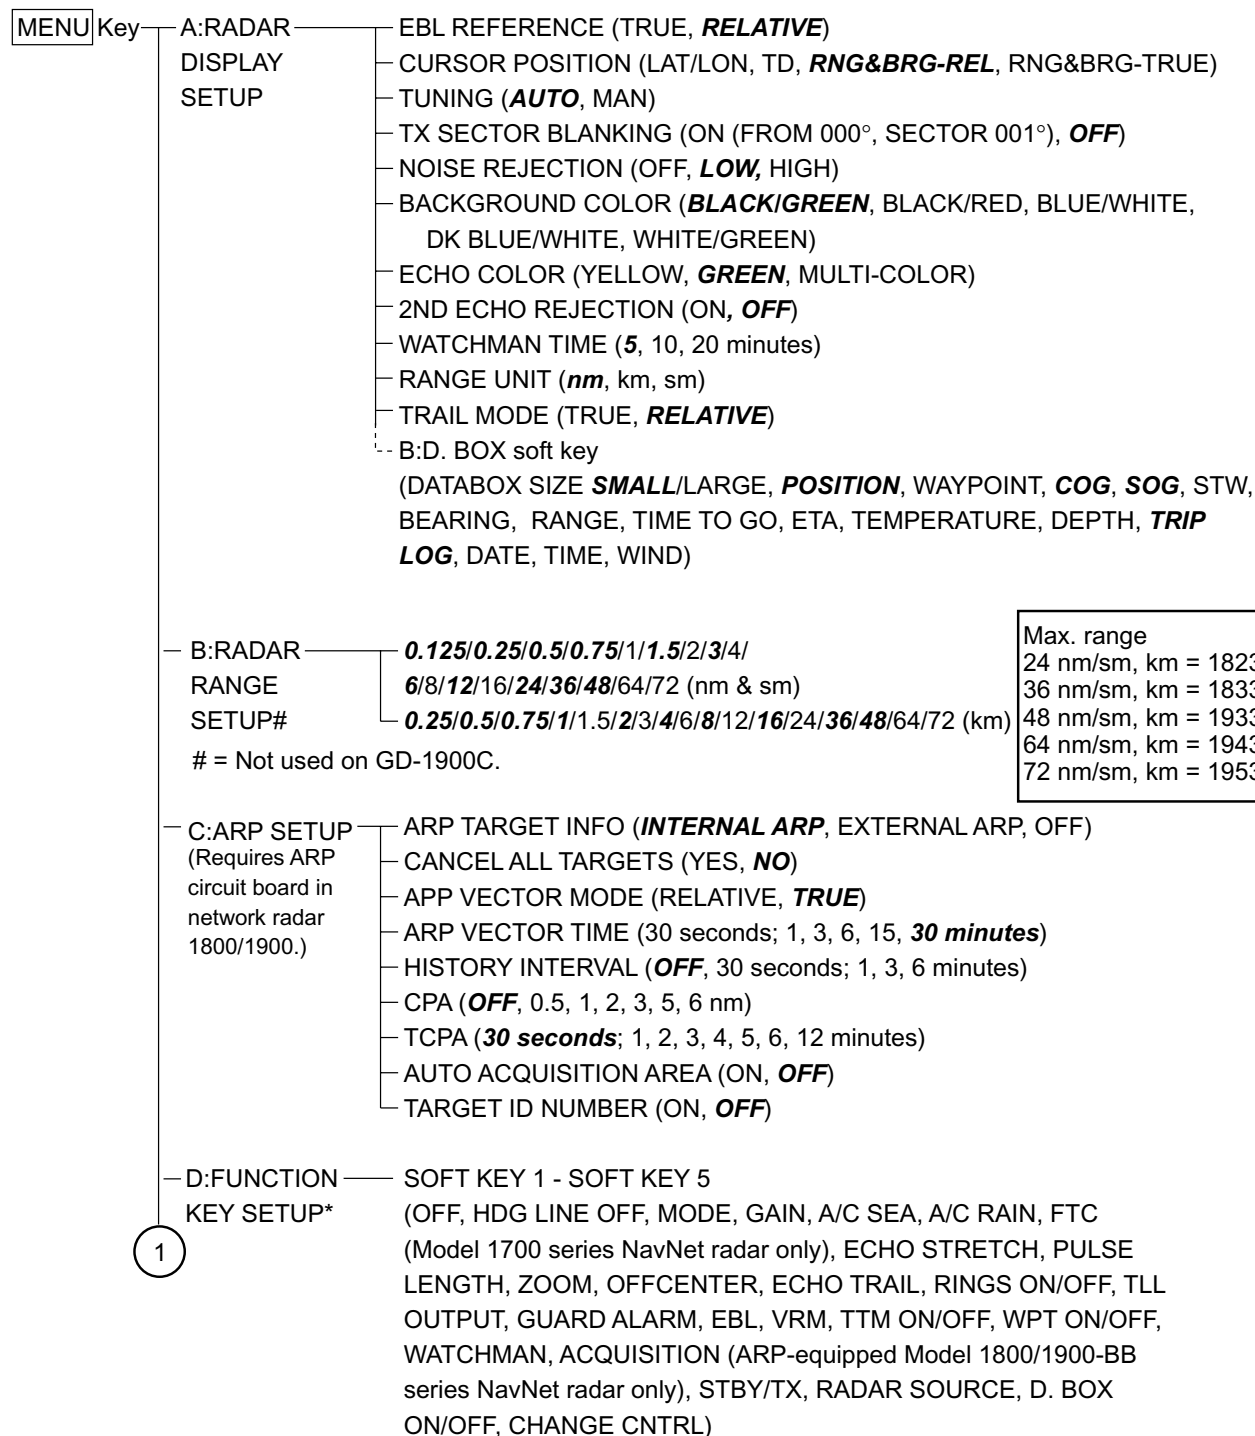 MENU Key
A:RADAR
DISPLAY
SETUP
EBL REFERENCE (TRUE, RELATIVE)
CURSOR POSITION (LAT/LON, TD, RNG&BRG-REL, RNG&BRG-TRUE)
TUNING (AUTO, MAN)
TX SECTOR BLANKING (ON (FROM 000°, SECTOR 001°), OFF)
NOISE REJECTION (OFF, LOW, HIGH)
BACKGROUND COLOR (BLACK/GREEN, BLACK/RED, BLUE/WHITE,
DK BLUE/WHITE, WHITE/GREEN)
ECHO COLOR (YELLOW, GREEN, MULTI-COLOR)
2ND ECHO REJECTION (ON, OFF)
WATCHMAN TIME (5, 10, 20 minutes)
RANGE UNIT (nm, km, sm)
TRAIL MODE (TRUE, RELATIVE)
B:D. BOX soft key
(DATABOX SIZE SMALL/LARGE, POSITION, WAYPOINT, COG, SOG, STW,
BEARING, RANGE, TIME TO GO, ETA, TEMPERATURE, DEPTH, TRIP
LOG, DATE, TIME, WIND)
B:RADAR
RANGE
SETUP#
0.125/0.25/0.5/0.75/1/1.5/2/3/4/
6/8/12/16/24/36/48/64/72 (nm & sm)
0.25/0.5/0.75/1/1.5/2/3/4/6/8/12/16/24/36/48/64/72 (km)
# = Not used on GD-1900C.
Max. range
24 nm/sm, km = 1823
36 nm/sm, km = 1833
48 nm/sm, km = 1933
64 nm/sm, km = 1943
72 nm/sm, km = 1953
C:ARP SETUP
(Requires ARP
circuit board in
network radar
1800/1900.)
ARP TARGET INFO (INTERNAL ARP, EXTERNAL ARP, OFF)
CANCEL ALL TARGETS (YES, NO)
APP VECTOR MODE (RELATIVE, TRUE)
ARP VECTOR TIME (30 seconds; 1, 3, 6, 15, 30 minutes)
HISTORY INTERVAL (OFF, 30 seconds; 1, 3, 6 minutes)
CPA (OFF, 0.5, 1, 2, 3, 5, 6 nm)
TCPA (30 seconds; 1, 2, 3, 4, 5, 6, 12 minutes)
AUTO ACQUISITION AREA (ON, OFF)
TARGET ID NUMBER (ON, OFF)
D:FUNCTION
KEY SETUP*
SOFT KEY 1 - SOFT KEY 5
(OFF, HDG LINE OFF, MODE, GAIN, A/C SEA, A/C RAIN, FTC
(Model 1700 series NavNet radar only), ECHO STRETCH, PULSE
LENGTH, ZOOM, OFFCENTER, ECHO TRAIL, RINGS ON/OFF, TLL
OUTPUT, GUARD ALARM, EBL, VRM, TTM ON/OFF, WPT ON/OFF,
WATCHMAN, ACQUISITION (ARP-equipped Model 1800/1900-BB
series NavNet radar only), STBY/TX, RADAR SOURCE, D. BOX
ON/OFF, CHANGE CNTRL)
1